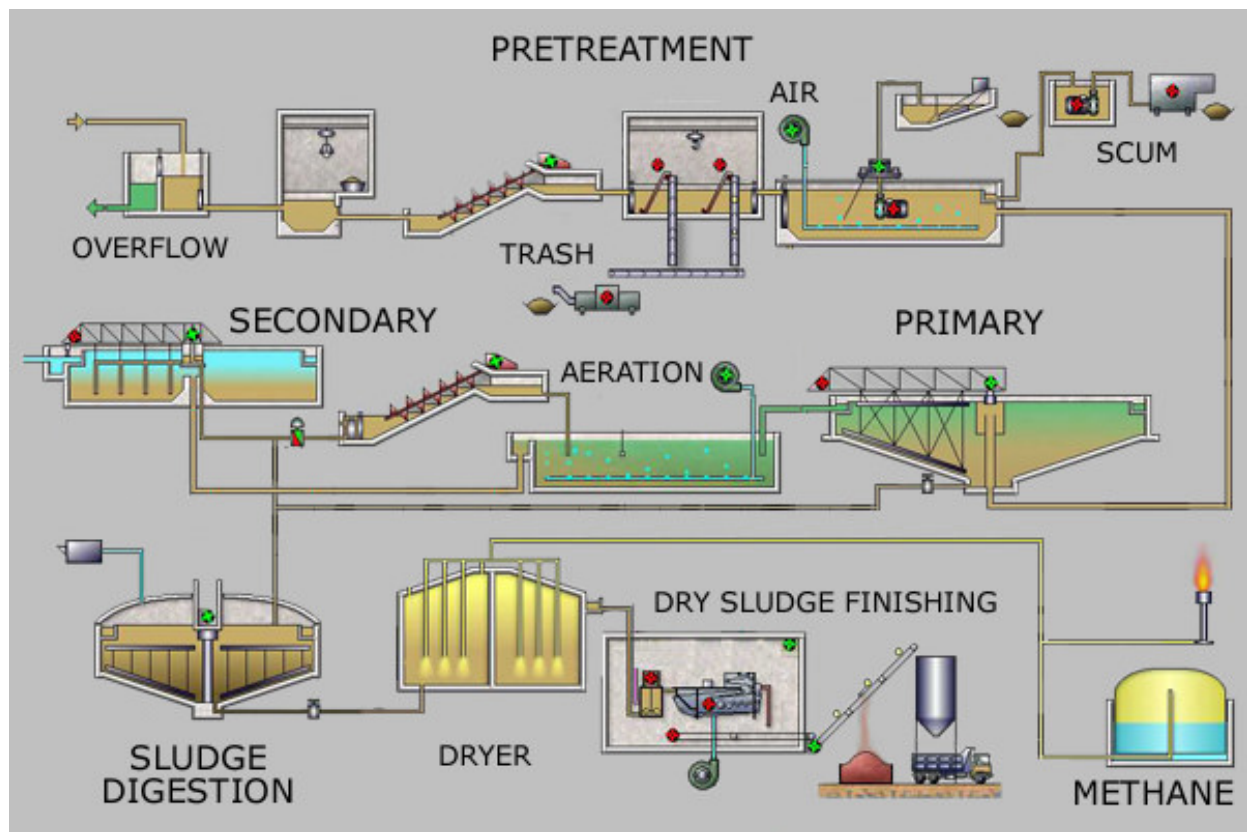 PRETREATMENT
AIR
SCUM
OVERFLOW
TRASH
SECONDARY
PRIMARY
AERATION
DRY SLUDGE FINISHING
SLUDGE
DIGESTION
DRYER
METHANE